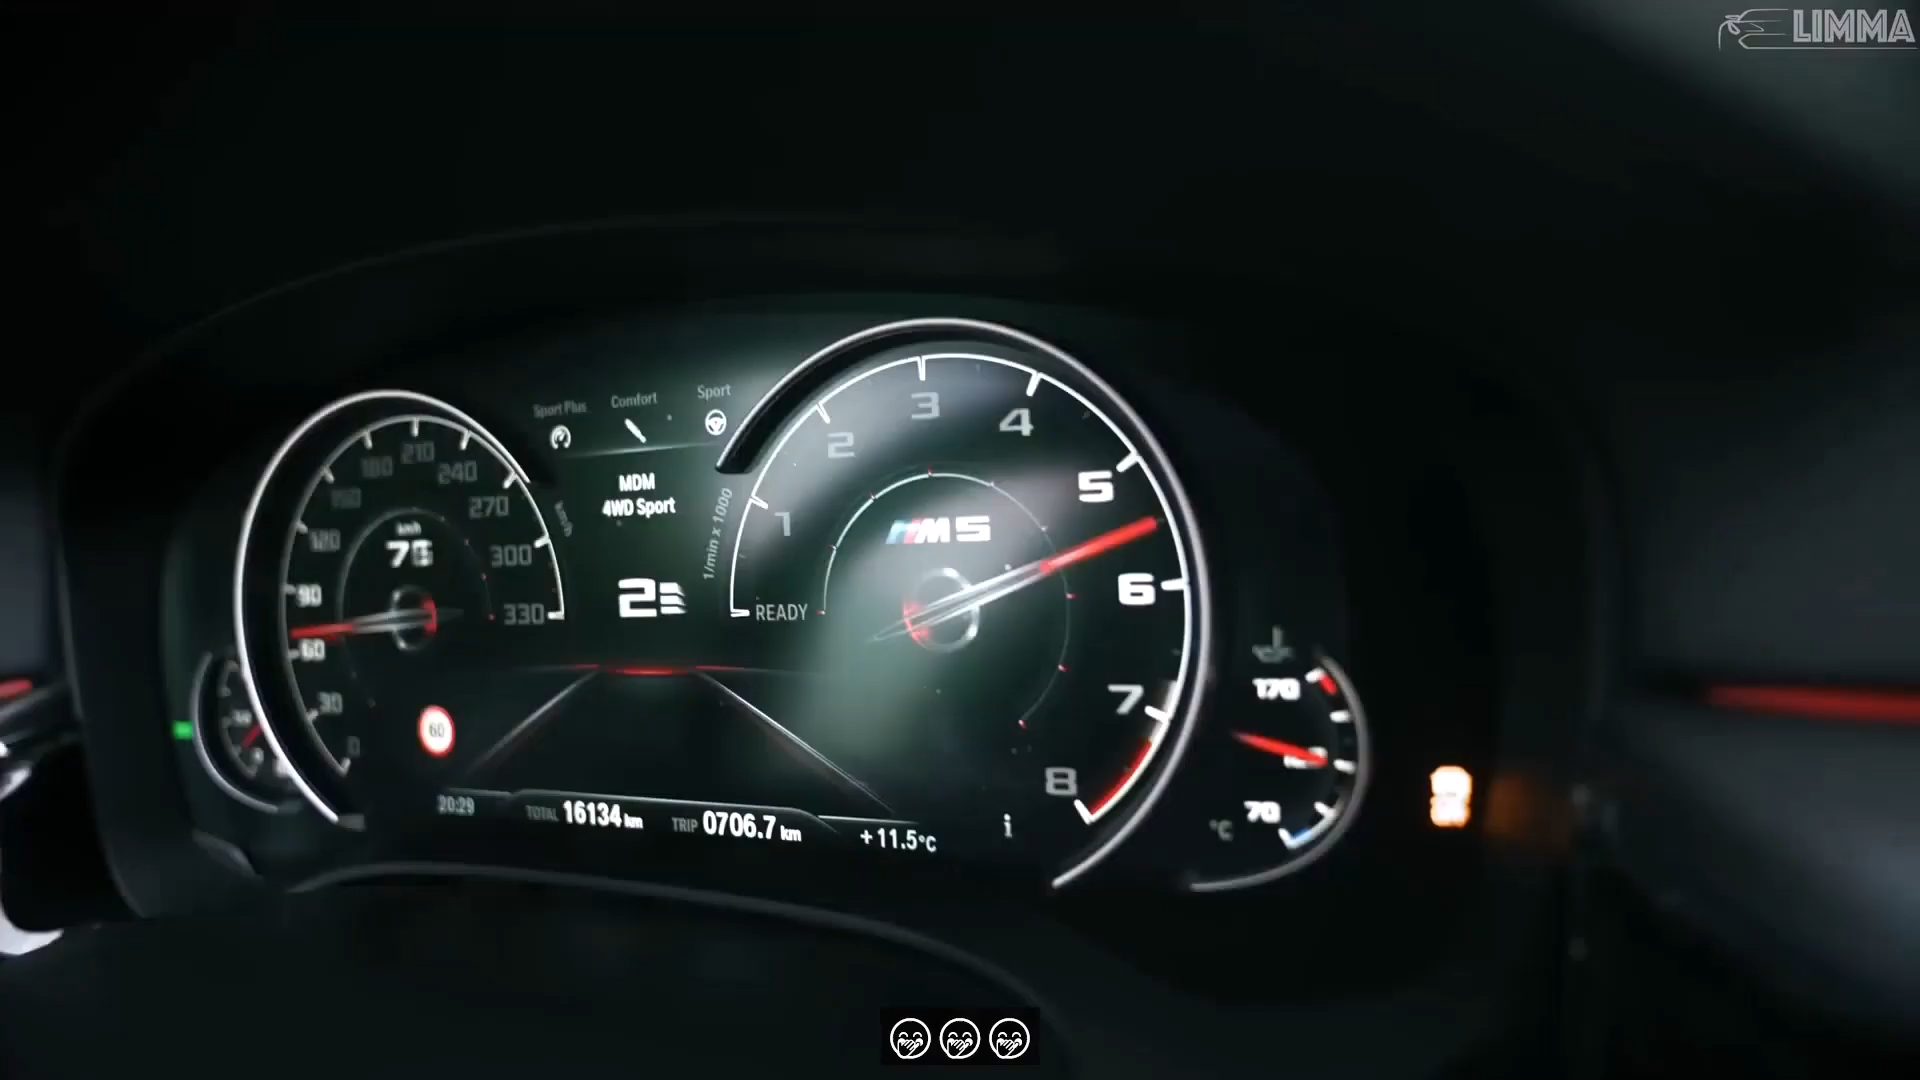 LIMMA
Sport Plus
Comfort
Sport
MDM
4WD Sport
km/h
210
180
240
150
270
120
300
90
330
60
30
0
km/h
2
1/min x 1000
READY
1
2
3
4
5
6
7
8
M5
60
20:29
TOTAL 16134 km
TRIP 0706.7 km
+11.5°C
i
170
70
°C